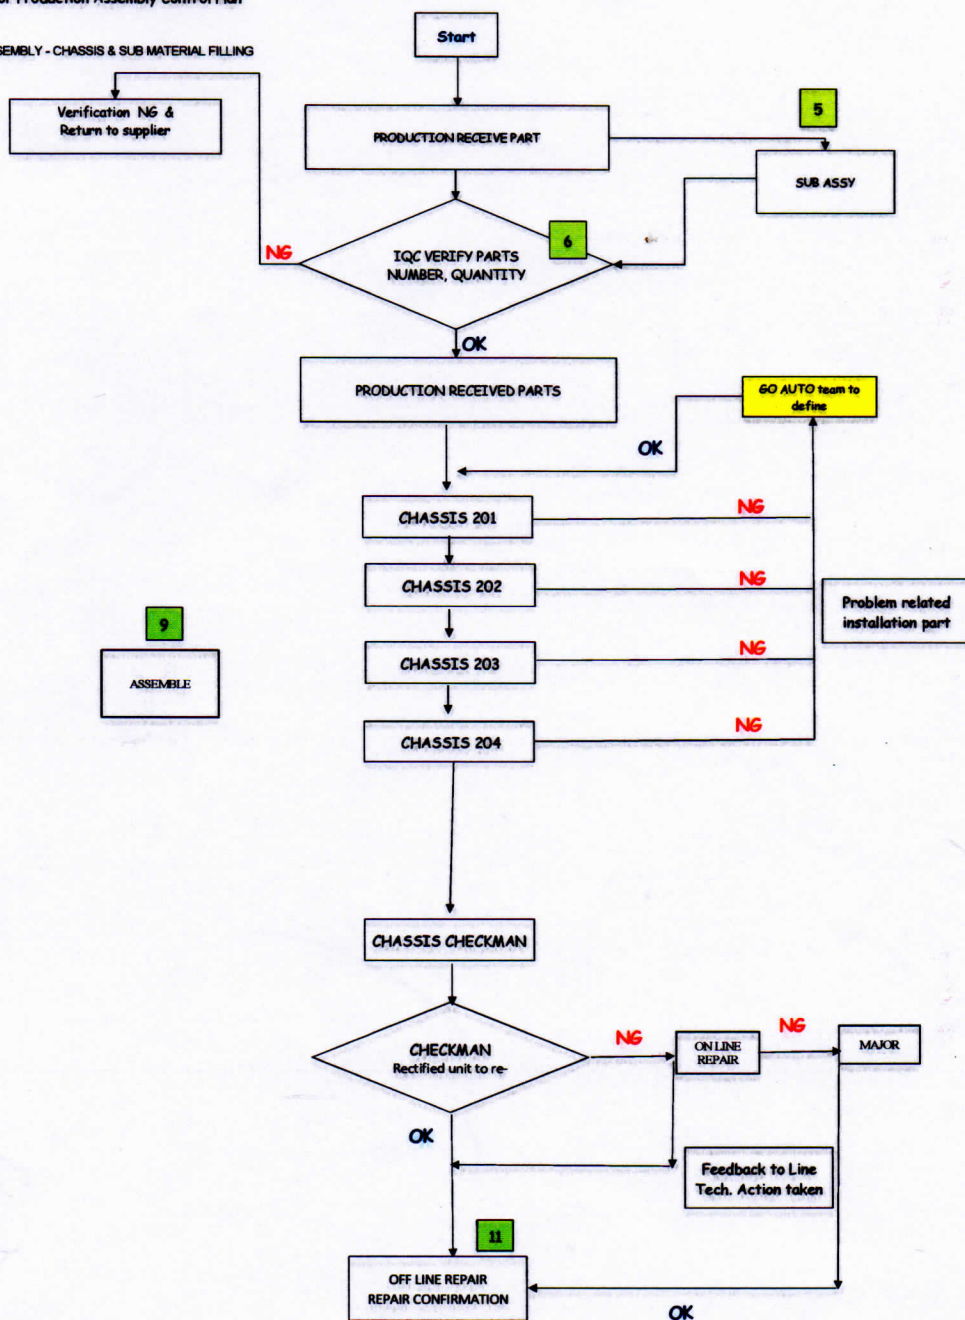 Production Assembly Control Plan
Start
- CHASSIS & SUB MATERIAL FILLING
Verification NG &
Return to supplier
5
PRODUCTION RECEIVE PART
SUB ASSY
NG
6
IQC VERIFY PARTS
NUMBER, QUANTITY
OK
PRODUCTION RECEIVED PARTS
GO AUTO team to
define
OK
CHASSIS 201
NG
CHASSIS 202
NG
Problem related
installation part
9
ASSEMBLE
CHASSIS 203
NG
CHASSIS 204
NG
CHASSIS CHECKMAN
CHECKMAN
Rectified unit to re-
NG
ON LINE
REPAIR
NG
MAJOR
OK
Feedback to Line
Tech. Action taken
11
OFF LINE REPAIR
REPAIR CONFIRMATION
OK